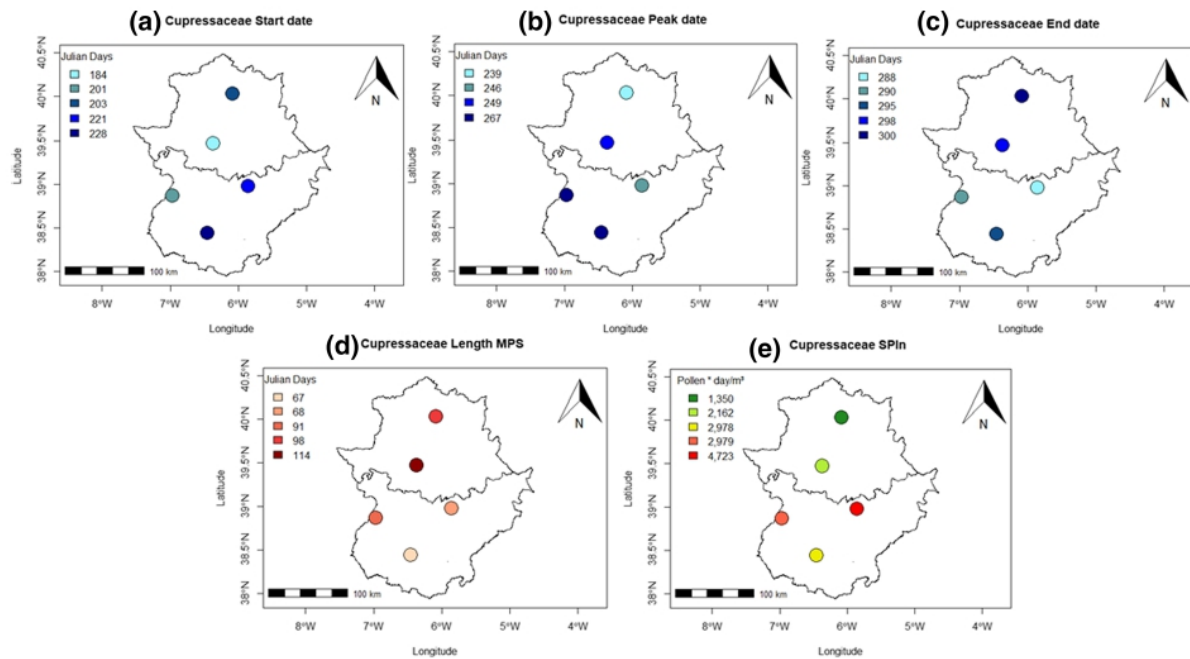 (a) Cupressaceae Start date
Julian Days
184
201
203
221
228
N
40.5°N
40°N
39.5°N
39°N
38.5°N
38°N
Latitude
100 km
8°W 7°W 6°W 5°W 4°W
Longitude
(b) Cupressaceae Peak date
Julian Days
239
246
249
267
N
40.5°N
40°N
39.5°N
39°N
38.5°N
38°N
Latitude
100 km
8°W 7°W 6°W 5°W 4°W
Longitude
(c) Cupressaceae End date
Julian Days
288
290
295
298
300
N
40.5°N
40°N
39.5°N
39°N
38.5°N
38°N
Latitude
100 km
8°W 7°W 6°W 5°W 4°W
Longitude
(d) Cupressaceae Length MPS
Julian Days
67
68
91
98
114
N
40.5°N
40°N
39.5°N
39°N
38.5°N
38°N
Latitude
100 km
8°W 7°W 6°W 5°W 4°W
Longitude
(e) Cupressaceae SPIn
Pollen * day/m³
1,350
2,162
2,978
2,979
4,723
N
40.5°N
40°N
39.5°N
39°N
38.5°N
38°N
Latitude
100 km
8°W 7°W 6°W 5°W 4°W
Longitude